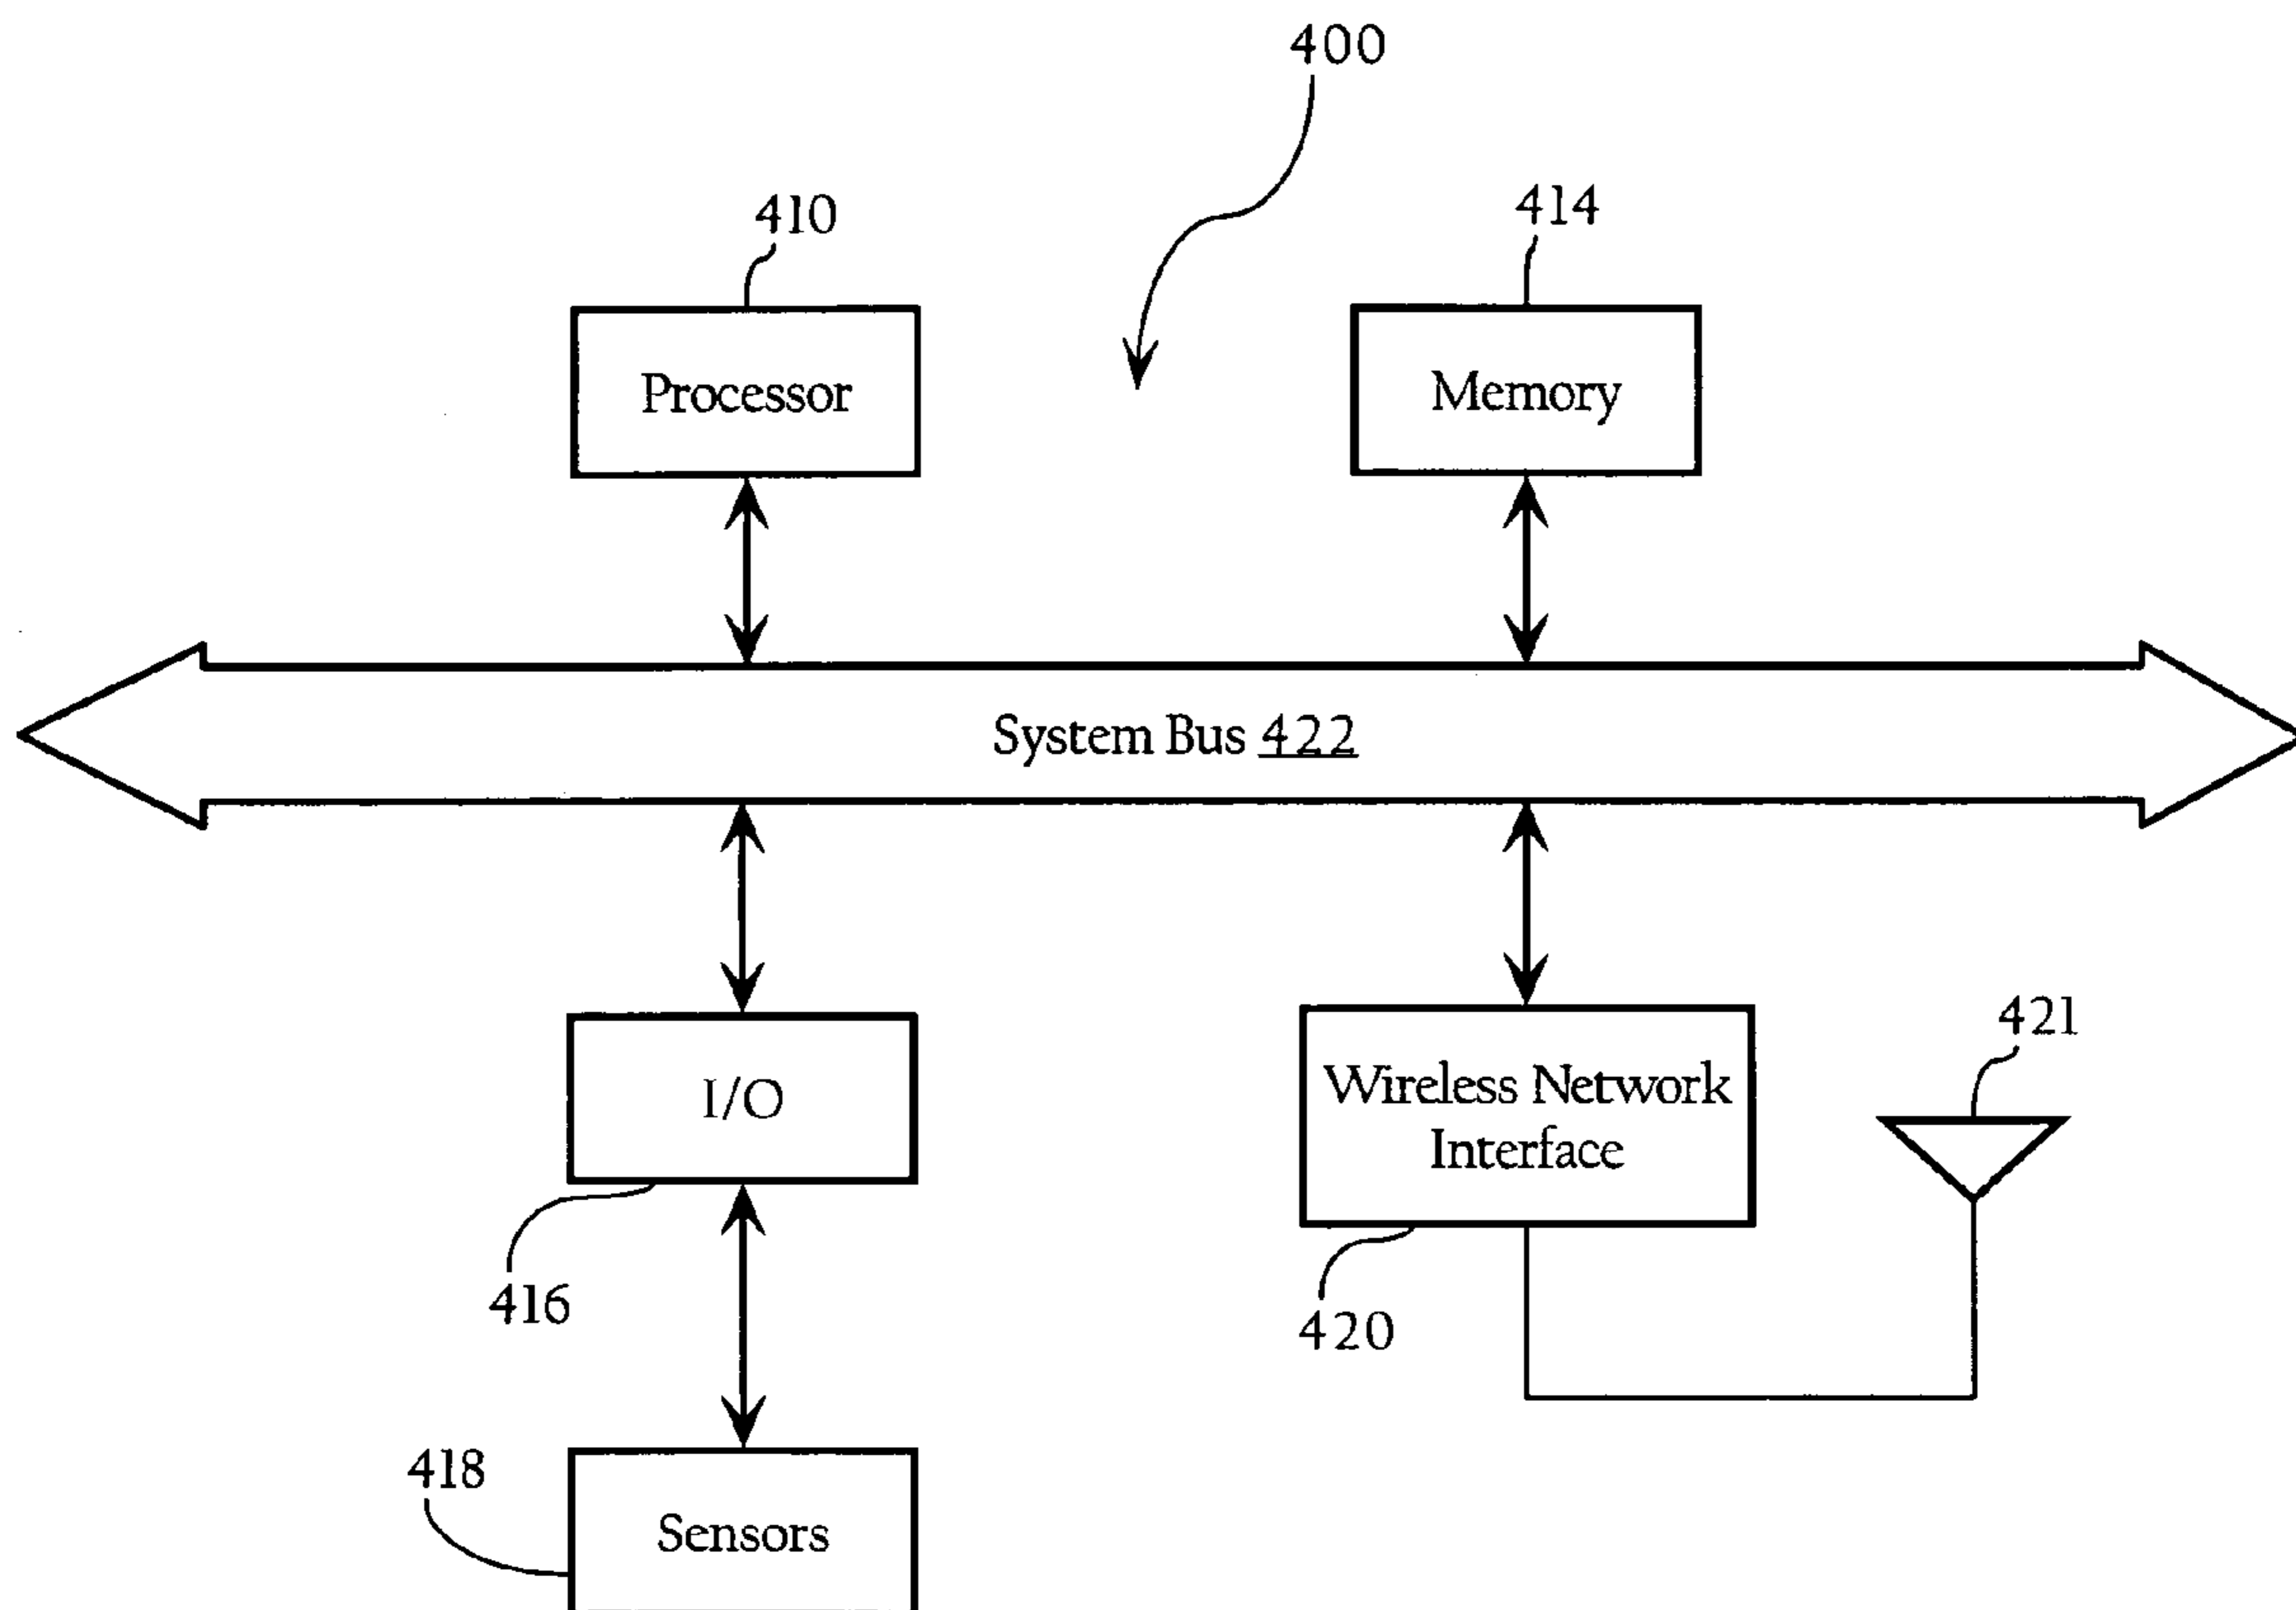 400
410
414
Processor
Memory
System Bus 422
I/O
Wireless Network
Interface
421
416
420
418
Sensors